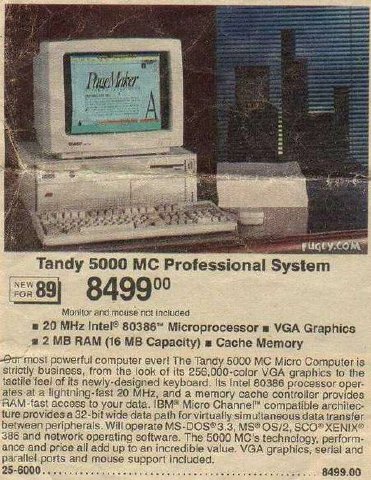 PageMaker
A
FUGLY.COM
Tandy 5000 MC Professional System
NEW FOR 89 8499⁰⁰
Monitor and mouse not included
■ 20 MHz Intel® 80386™ Microprocessor ■ VGA Graphics
■ 2 MB RAM (16 MB Capacity) ■ Cache Memory
Our most powerful computer ever! The Tandy 5000 MC Micro Computer is
strictly business, from the look of its 256,000-color VGA graphics to the
tactile feel of its newly-designed keyboard. Its Intel 80386 processor oper-
ates at a lightning-fast 20 MHz, and a memory cache controller provides
RAM-fast access to your data. IBM® Micro Channel™ compatible architec-
ture provides a 32-bit wide data path for virtually simultaneous data transfer
between peripherals. Will operate MS-DOS® 3.3, MS® OS/2, SCO® XENIX®
386 and network operating software. The 5000 MC's technology, perform-
ance and price all add up to an incredible value. VGA graphics, serial and
parallel ports and mouse support included.
25-6000 ........................................ 8499.00